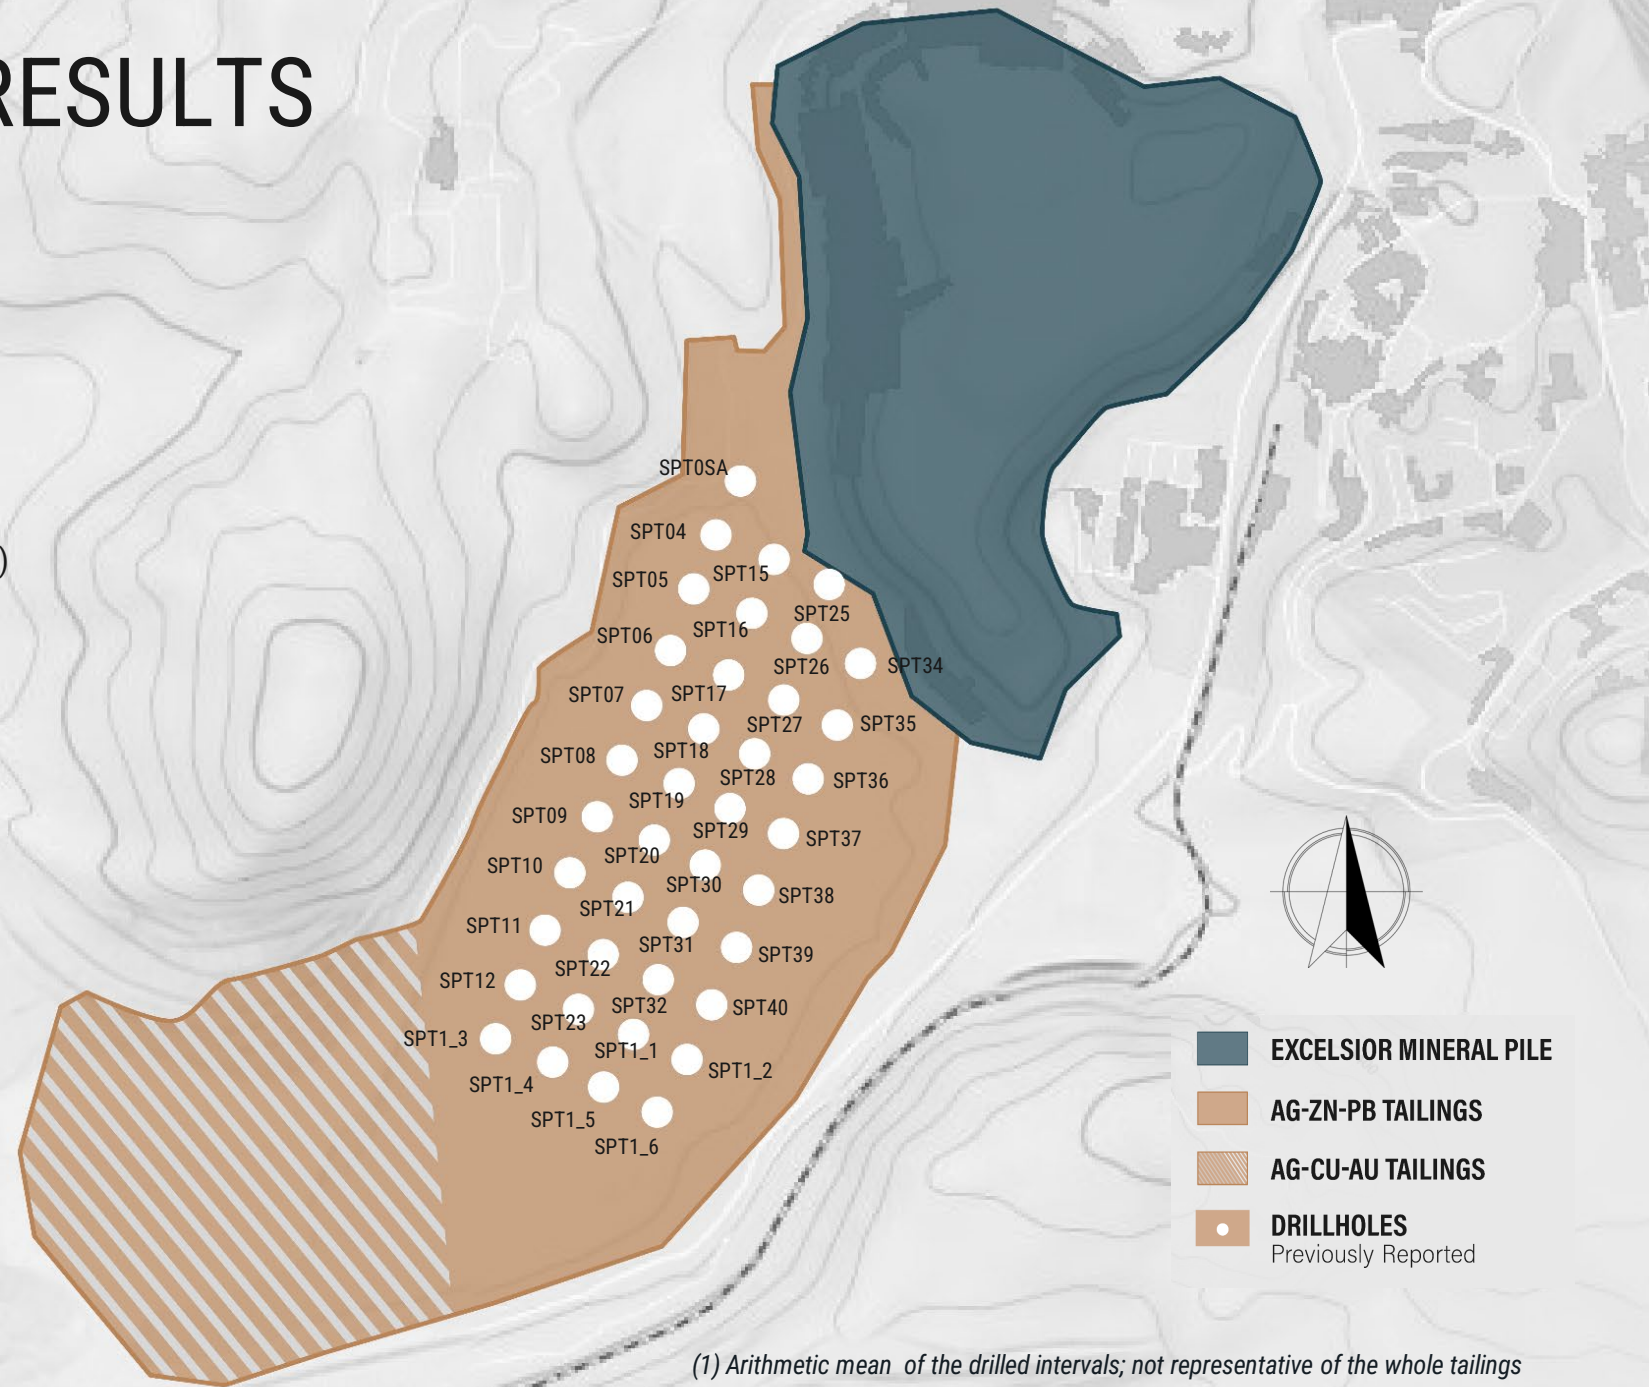 RESULTS
)
SPT0SA
SPT04
SPT15
SPT05
SPT25
SPT16
SPT06
SPT26
SPT34
SPT17
SPT07
SPT27
SPT35
SPT18
SPT08
SPT28
SPT36
SPT19
SPT09
SPT29
SPT37
SPT20
SPT10
SPT30
SPT38
SPT21
SPT11
SPT31
SPT39
SPT22
SPT12
SPT32
SPT40
SPT23
SPT1_3
SPT1_1
SPT1_2
SPT1_4
SPT1_5
SPT1_6
EXCELSIOR MINERAL PILE
AG-ZN-PB TAILINGS
AG-CU-AU TAILINGS
DRILLHOLES
Previously Reported
(1) Arithmetic mean of the drilled intervals; not representative of the whole tailings